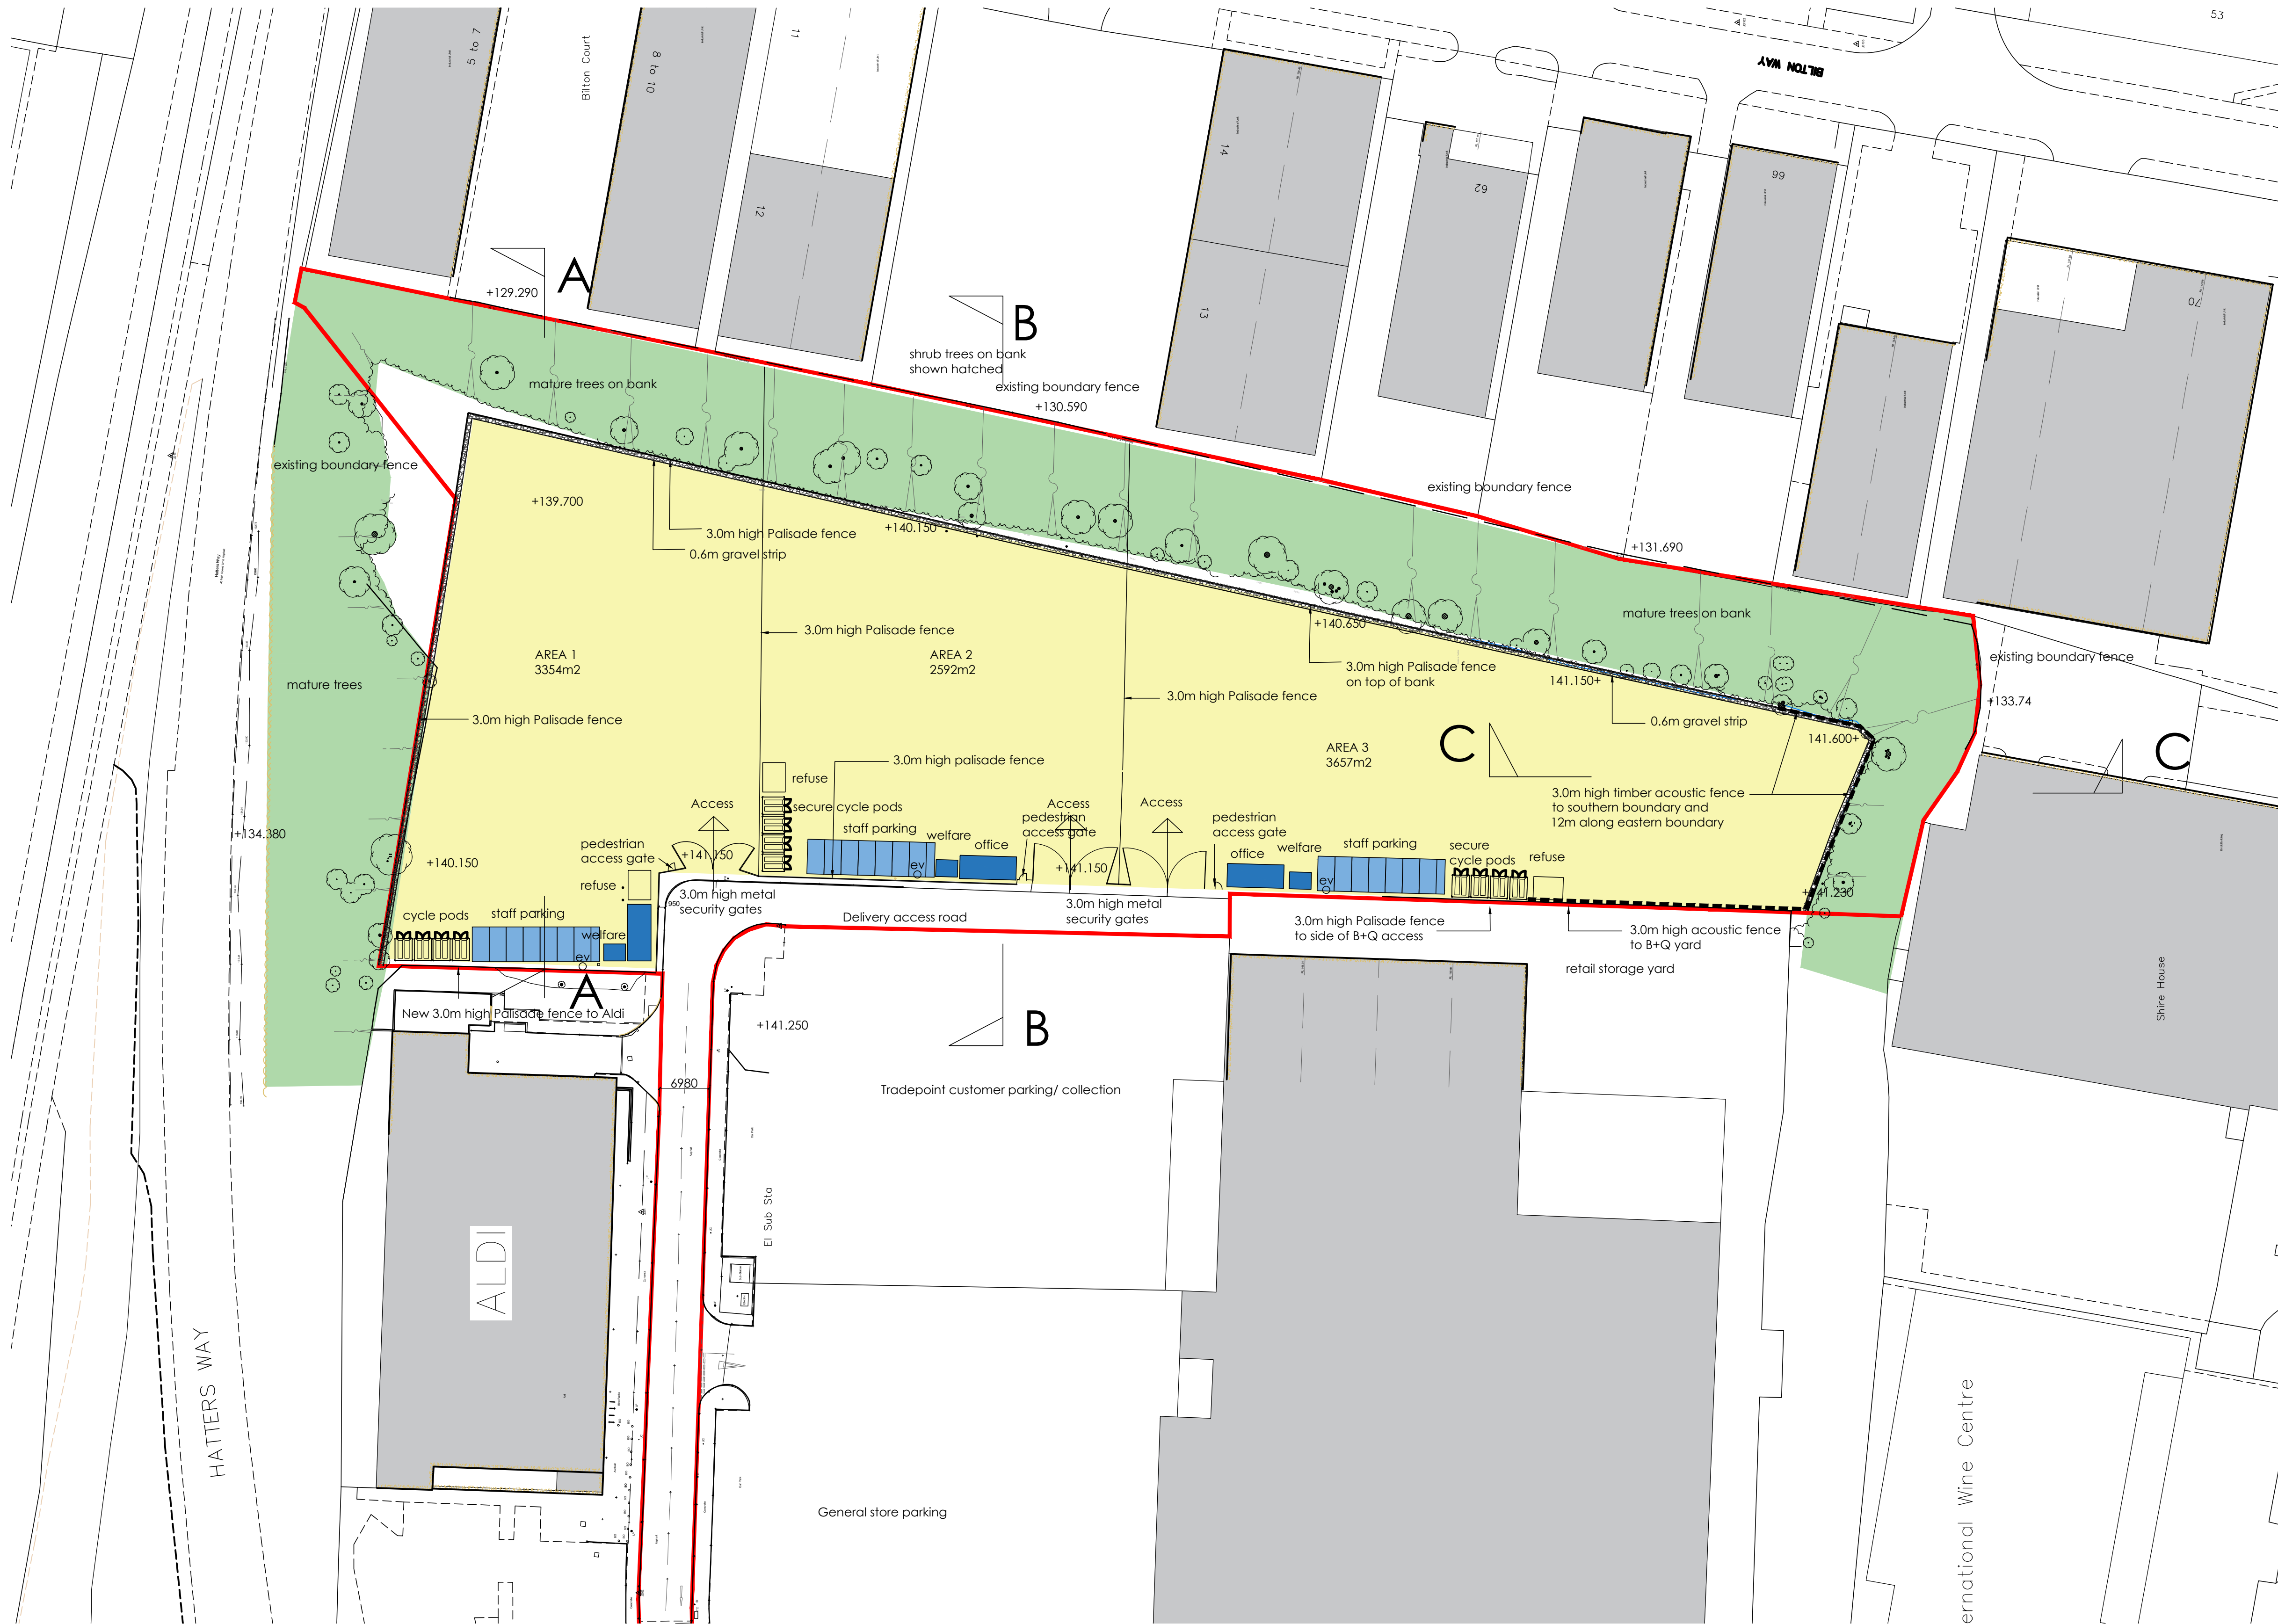 53
5 to 7
Bilton Court
8 to 10
11
12
BILTON WAY
14
13
62
66
70
A
+129.290
B
shrub trees on bank
shown hatched
existing boundary fence
+130.590
mature trees on bank
existing boundary fence
existing boundary fence
+139.700
3.0m high Palisade fence
0.6m gravel strip
+140.150
+131.690
+140.650
mature trees on bank
3.0m high Palisade fence
AREA 1
3354m2
AREA 2
2592m2
3.0m high Palisade fence
on top of bank
141.150+
existing boundary fence
mature trees
3.0m high Palisade fence
3.0m high Palisade fence
0.6m gravel strip
+133.74
141.600+
AREA 3
3657m2
C
C
3.0m high palisade fence
refuse
secure cycle pods
3.0m high timber acoustic fence
to southern boundary and
12m along eastern boundary
Access
Access
Access
staff parking
welfare
office
pedestrian
access gate
pedestrian
access gate
+134.380
pedestrian
access gate
+140.150
+141.150
ev
+141.150
office
welfare
staff parking
secure
cycle pods
refuse
ev
+141.230
refuse
3.0m high metal
security gates
950
Delivery access road
3.0m high metal
security gates
3.0m high Palisade fence
to side of B+Q access
3.0m high acoustic fence
to B+Q yard
cycle pods
staff parking
welfare
ev
retail storage yard
A
New 3.0m high Palisade fence to Aldi
+141.250
B
Shire House
6980
Tradepoint customer parking/ collection
El Sub Sta
ALDI
HATTERS WAY
General store parking
ernational Wine Centre